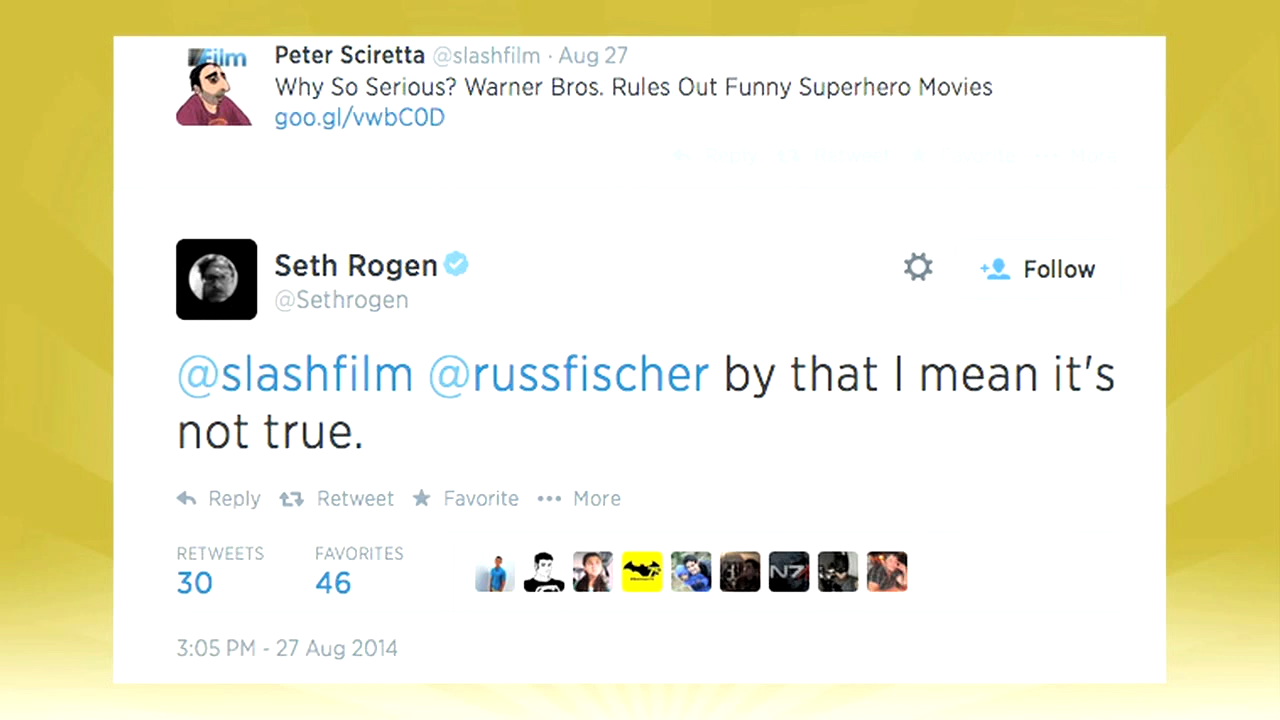 Film
Peter Sciretta @slashfilm · Aug 27
Why So Serious? Warner Bros. Rules Out Funny Superhero Movies
goo.gl/vwbC0D
Seth Rogen
Follow
@Sethrogen
@slashfilm @russfischer by that I mean it's
not true.
Reply Retweet Favorite ••• More
RETWEETS FAVORITES
30 46
N7
3:05 PM - 27 Aug 2014